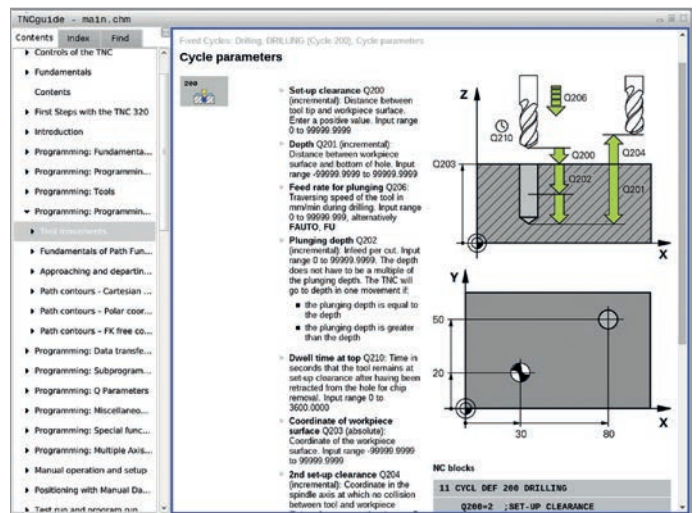 TNCguide - main.chm
Contents Index Find
Controls of the TNC
Fundamentals
Contents
First Steps with the TNC 320
Introduction
Programming: Fundamenta...
Programming: Programmin...
Programming: Tools
Programming: Programmin...
Tool movements
Fundamentals of Path Fun...
Approaching and departin...
Path contours - Cartesian ...
Path contours – Polar coor...
Path contours – FK free co...
Programming: Data transfe...
Programming: Subprogram...
Programming: Q Parameters
Programming: Miscellaneo...
Programming: Special func...
Programming: Multiple Axis...
Manual operation and setup
Positioning with Manual Da...
Test run and program run
Fixed Cycles: Drilling, DRILLING (Cycle 200), Cycle parameters
Cycle parameters
200
Set-up clearance Q200
(incremental): Distance between
tool tip and workpiece surface.
Enter a positive value. Input range
0 to 99999.9999
Depth Q201 (incremental):
Distance between workpiece
surface and bottom of hole. Input
range -99999.9999 to 99999.9999
Feed rate for plunging Q206:
Traversing speed of the tool in
mm/min during drilling. Input range
0 to 99999.999, alternatively
FAUTO, FU
Plunging depth Q202
(incremental): Infeed per cut. Input
range 0 to 99999.9999. The depth
does not have to be a multiple of
the plunging depth. The TNC will
go to depth in one movement if:
the plunging depth is equal to
the depth
the plunging depth is greater
than the depth
Dwell time at top Q210: Time in
seconds that the tool remains at
set-up clearance after having been
retracted from the hole for chip
removal. Input range 0 to
3600.0000
Coordinate of workpiece
surface Q203 (absolute):
Coordinate of the workpiece
surface. Input range -99999.9999
to 99999.9999
2nd set-up clearance Q204
(incremental): Coordinate in the
spindle axis at which no collision
between tool and workpiece
Z
Q206
Q210
Q200
Q204
Q203
Q202
Q201
X
Y
50
20
30
80
X
NC blocks
11 CYCL DEF 200 DRILLING
Q200=2 ;SET-UP CLEARANCE